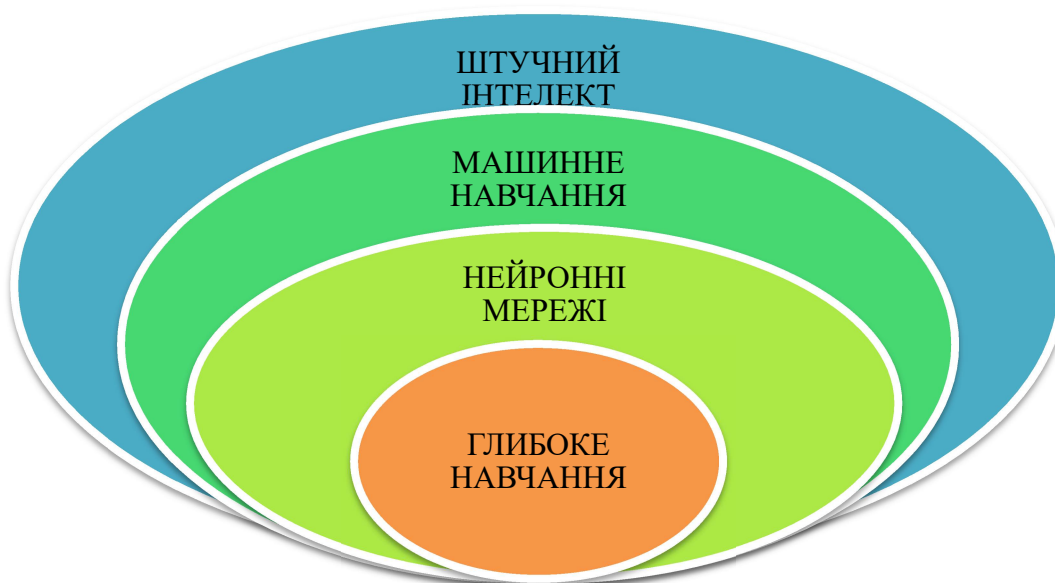 ШТУЧНИЙ
ІНТЕЛЕКТ
МАШИННЕ
НАВЧАННЯ
НЕЙРОННІ
МЕРЕЖІ
ГЛИБОКЕ
НАВЧАННЯ